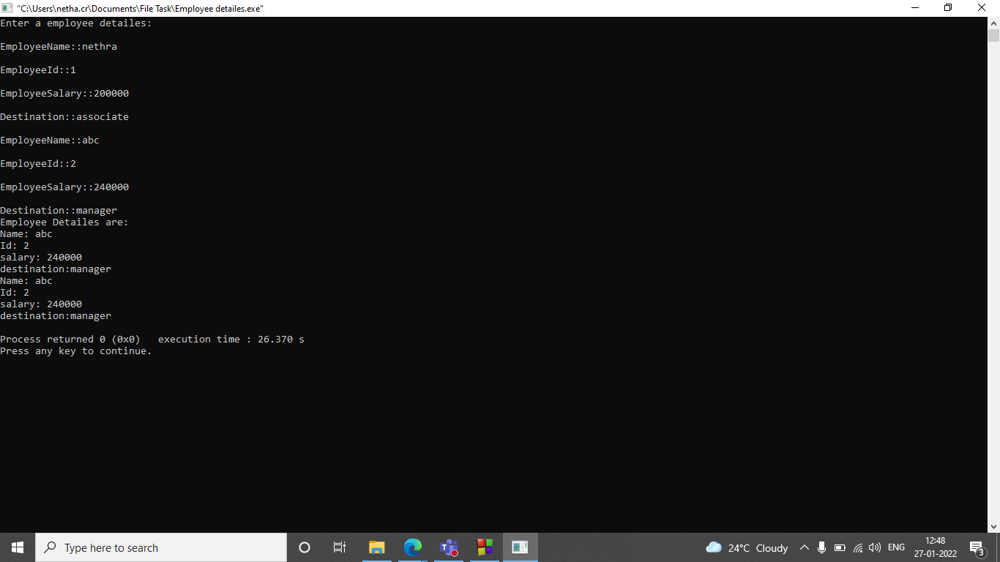 "C:\Users\netha.cr\Documents\File Task\Employee detailes.exe"
Enter a employee detailes:
EmployeeName::nethra
EmployeeId::1
EmployeeSalary::200000
Destination::associate
EmployeeName::abc
EmployeeId::2
EmployeeSalary::240000
Destination::manager
Employee Detailes are:
Name: abc
Id: 2
salary: 240000
destination:manager
Name: abc
Id: 2
salary: 240000
destination:manager
Process returned 0 (0x0)   execution time : 26.370 s
Press any key to continue.
Type here to search
24°C Cloudy
ENG
12:48
27-01-2022
3